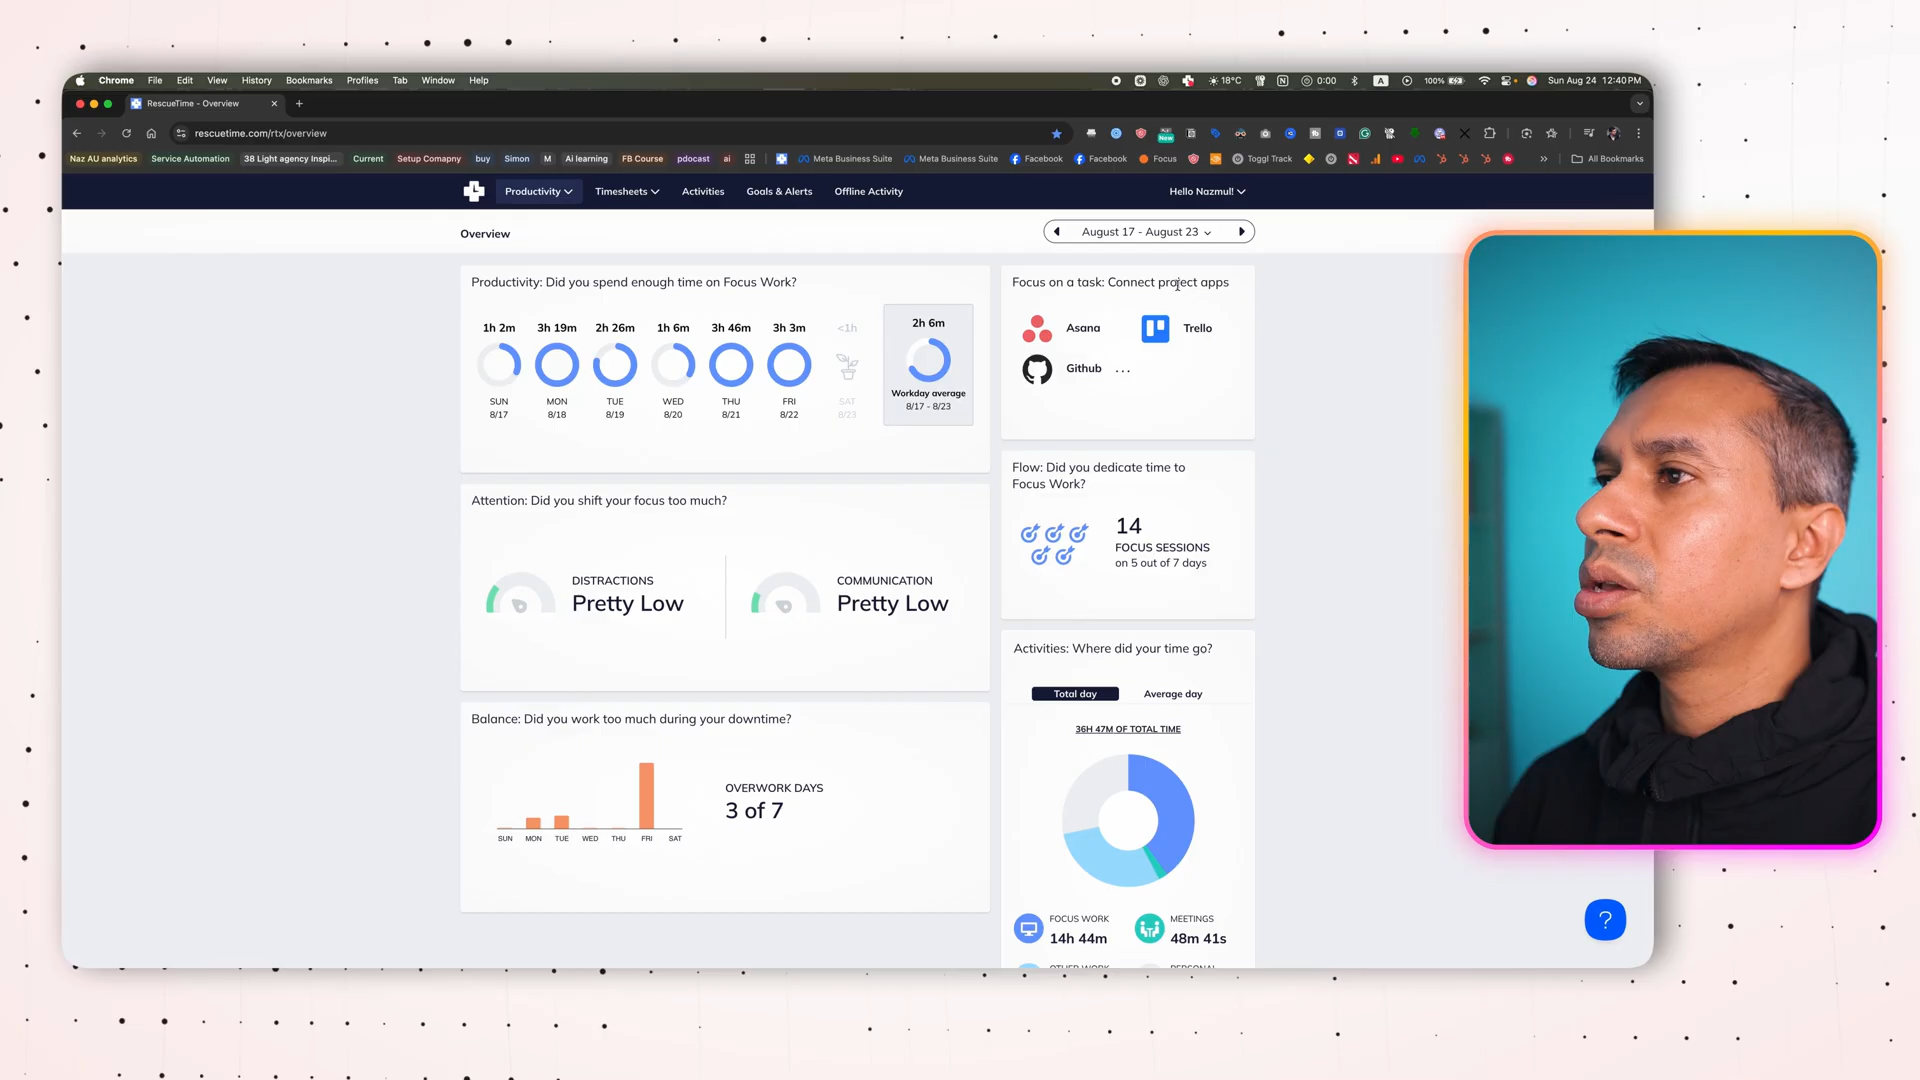 Chrome File Edit View History Bookmarks Profiles Tab Window Help 18°C 0:00 A 100% Sun Aug 24 12:40 PM
RescueTime - Overview
rescuetime.com/rtx/overview
New
Naz AU analytics Service Automation 38 Light agency Inspi... Current Setup Comapny buy Simon M Ai learning FB Course pdocast ai Meta Business Suite Meta Business Suite Facebook Facebook Focus Toggl Track All Bookmarks
Productivity Timesheets Activities Goals & Alerts Offline Activity Hello Nazmul!
Overview
August 17 - August 23
Productivity: Did you spend enough time on Focus Work?
1h 2m 3h 19m 2h 26m 1h 6m 3h 46m 3h 3m <1h 2h 6m
SUN MON TUE WED THU FRI SAT
8/17 8/18 8/19 8/20 8/21 8/22 8/23
Workday average
8/17 - 8/23
Focus on a task: Connect project apps
Asana Trello
Github ...
Attention: Did you shift your focus too much?
DISTRACTIONS
Pretty Low
COMMUNICATION
Pretty Low
Flow: Did you dedicate time to
Focus Work?
14
FOCUS SESSIONS
on 5 out of 7 days
Balance: Did you work too much during your downtime?
OVERWORK DAYS
3 of 7
SUN MON TUE WED THU FRI SAT
Activities: Where did your time go?
Total day Average day
36H 47M OF TOTAL TIME
FOCUS WORK
14h 44m
MEETINGS
48m 41s
OTHER WORK PERSONAL
?